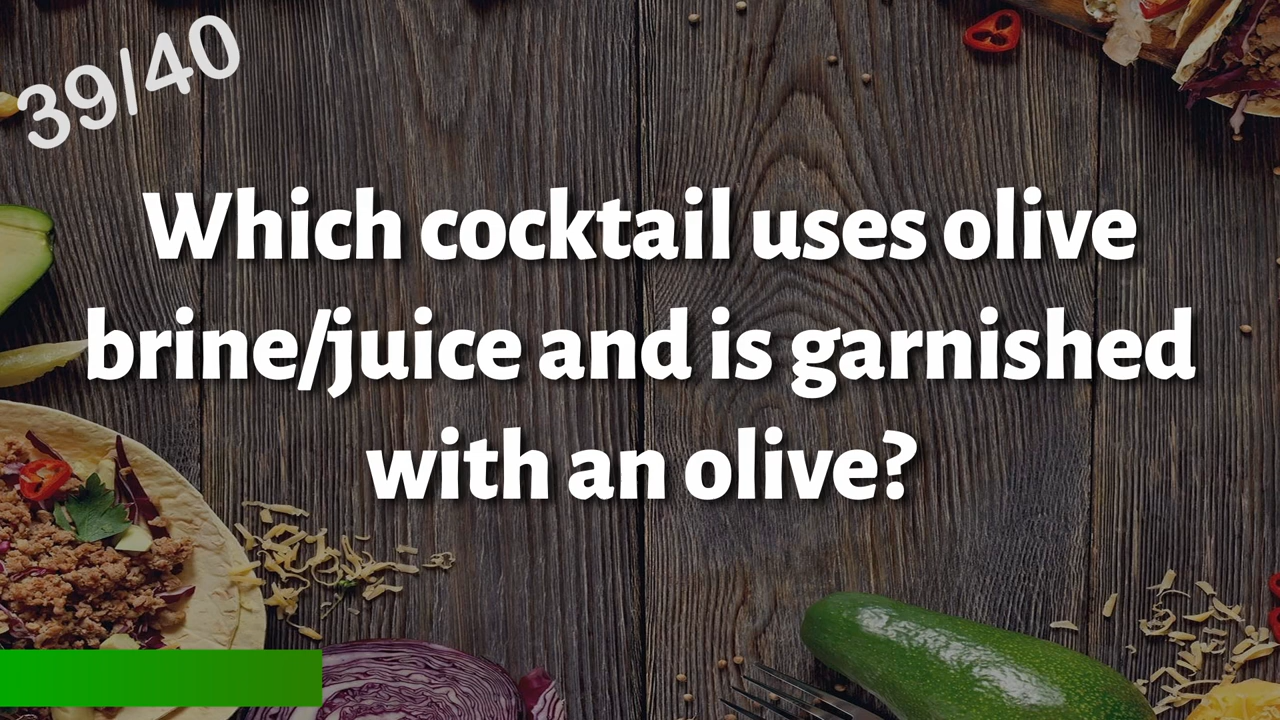 39/40
Which cocktail uses olive
brine/juice and is garnished
with an olive?